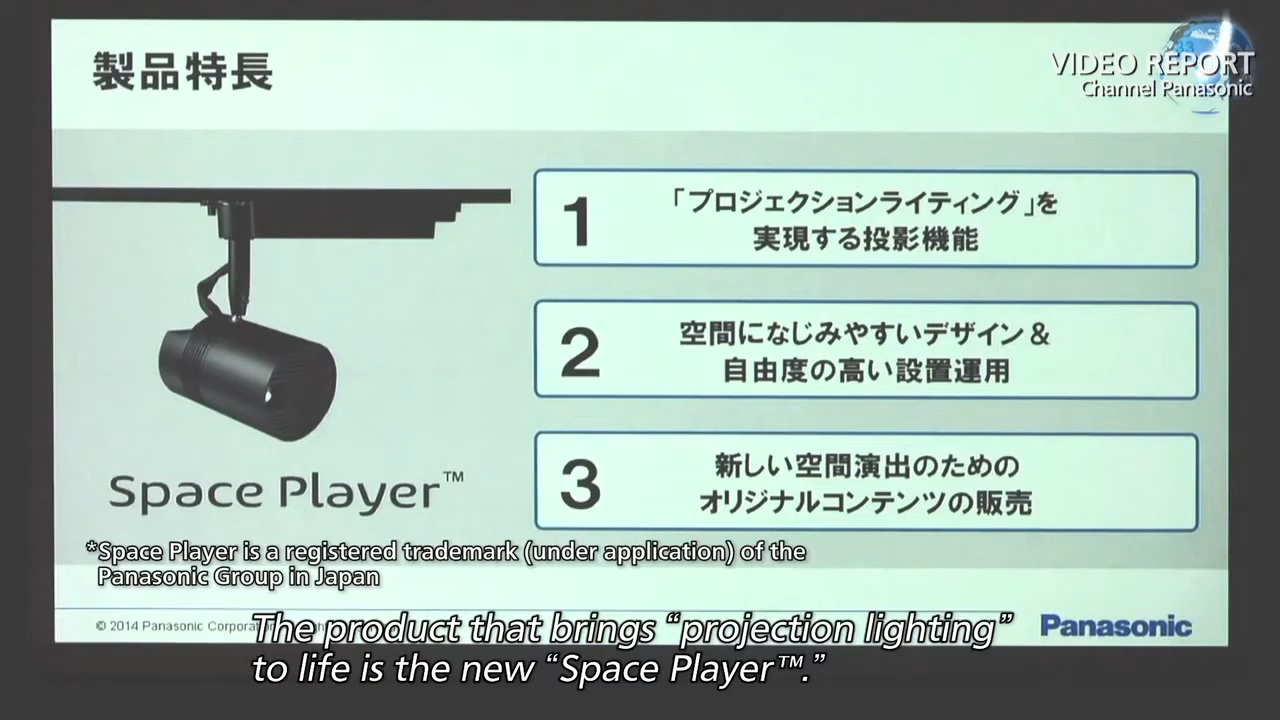 製品特長
33
VIDEO REPORT
Channel Panasonic
1
「プロジェクションライティング」を
実現する投影機能
2
空間になじみやすいデザイン&
自由度の高い設置運用
3
新しい空間演出のための
オリジナルコンテンツの販売
Space Player™
*Space Player is a registered trademark (under application) of the
Panasonic Group in Japan
© 2014 Panasonic
Panasonic
The product that brings “projection lighting”
to life is the new “Space Player™.”